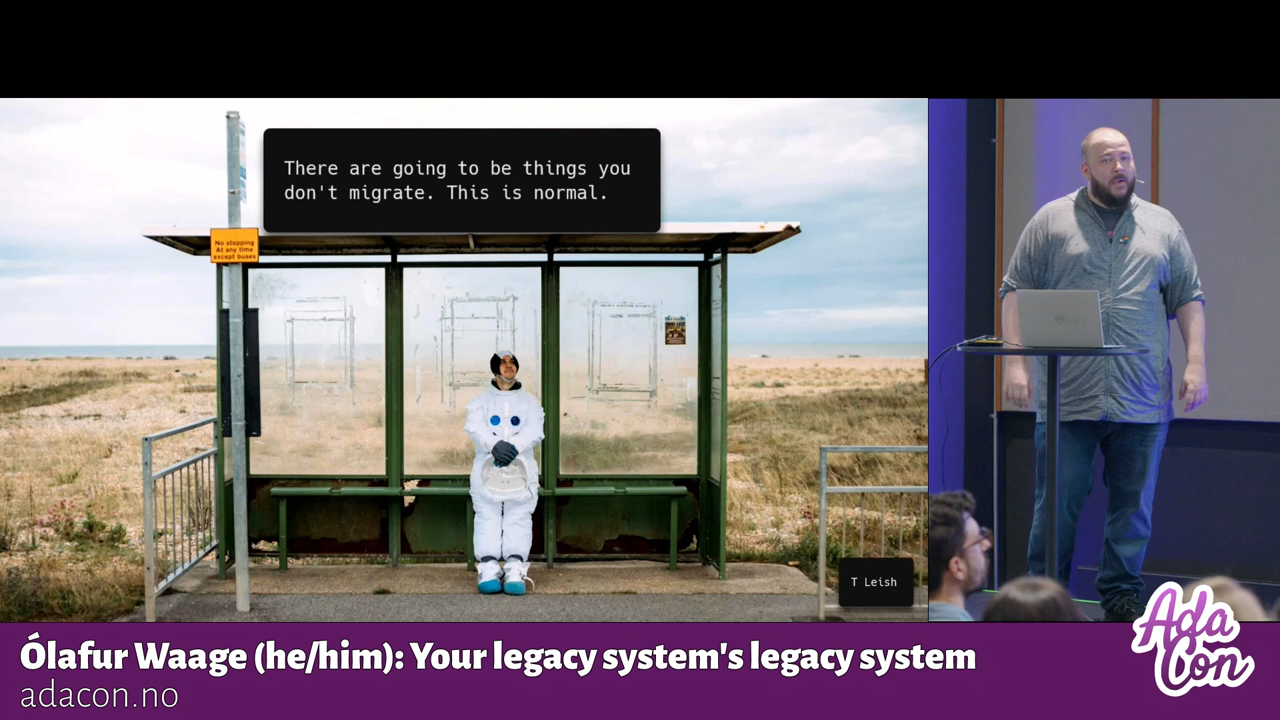 There are going to be things you
don't migrate. This is normal.
No stopping
At any time
except buses
T Leish
Ólafur Waage (he/him): Your legacy system's legacy system
adacon.no
Ada
Con